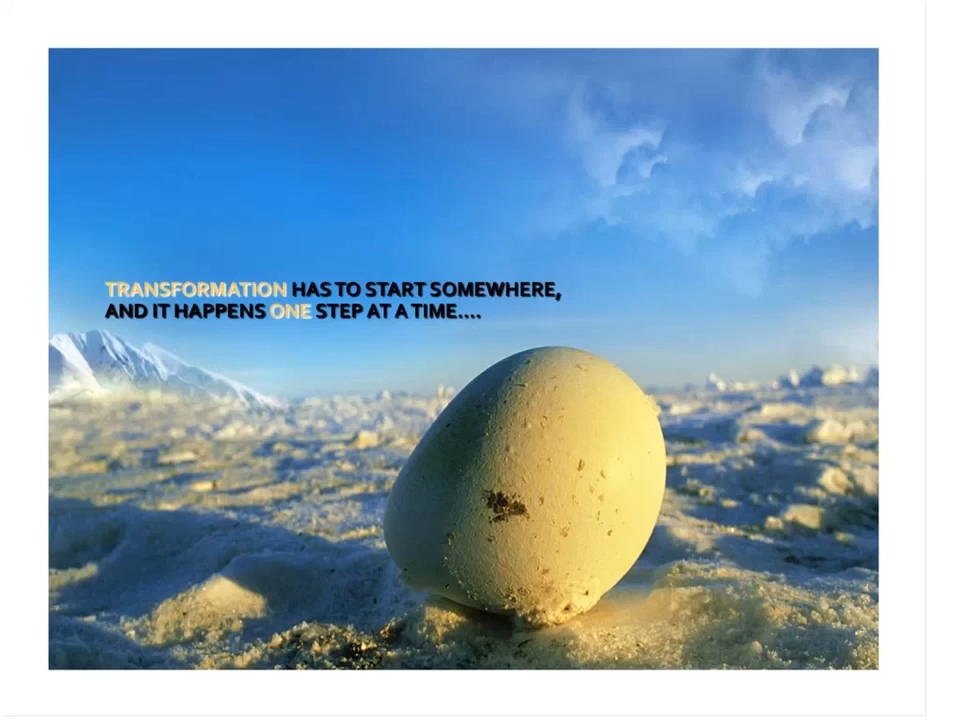 TRANSFORMATION HAS TO START SOMEWHERE,
AND IT HAPPENS ONE STEP AT A TIME....